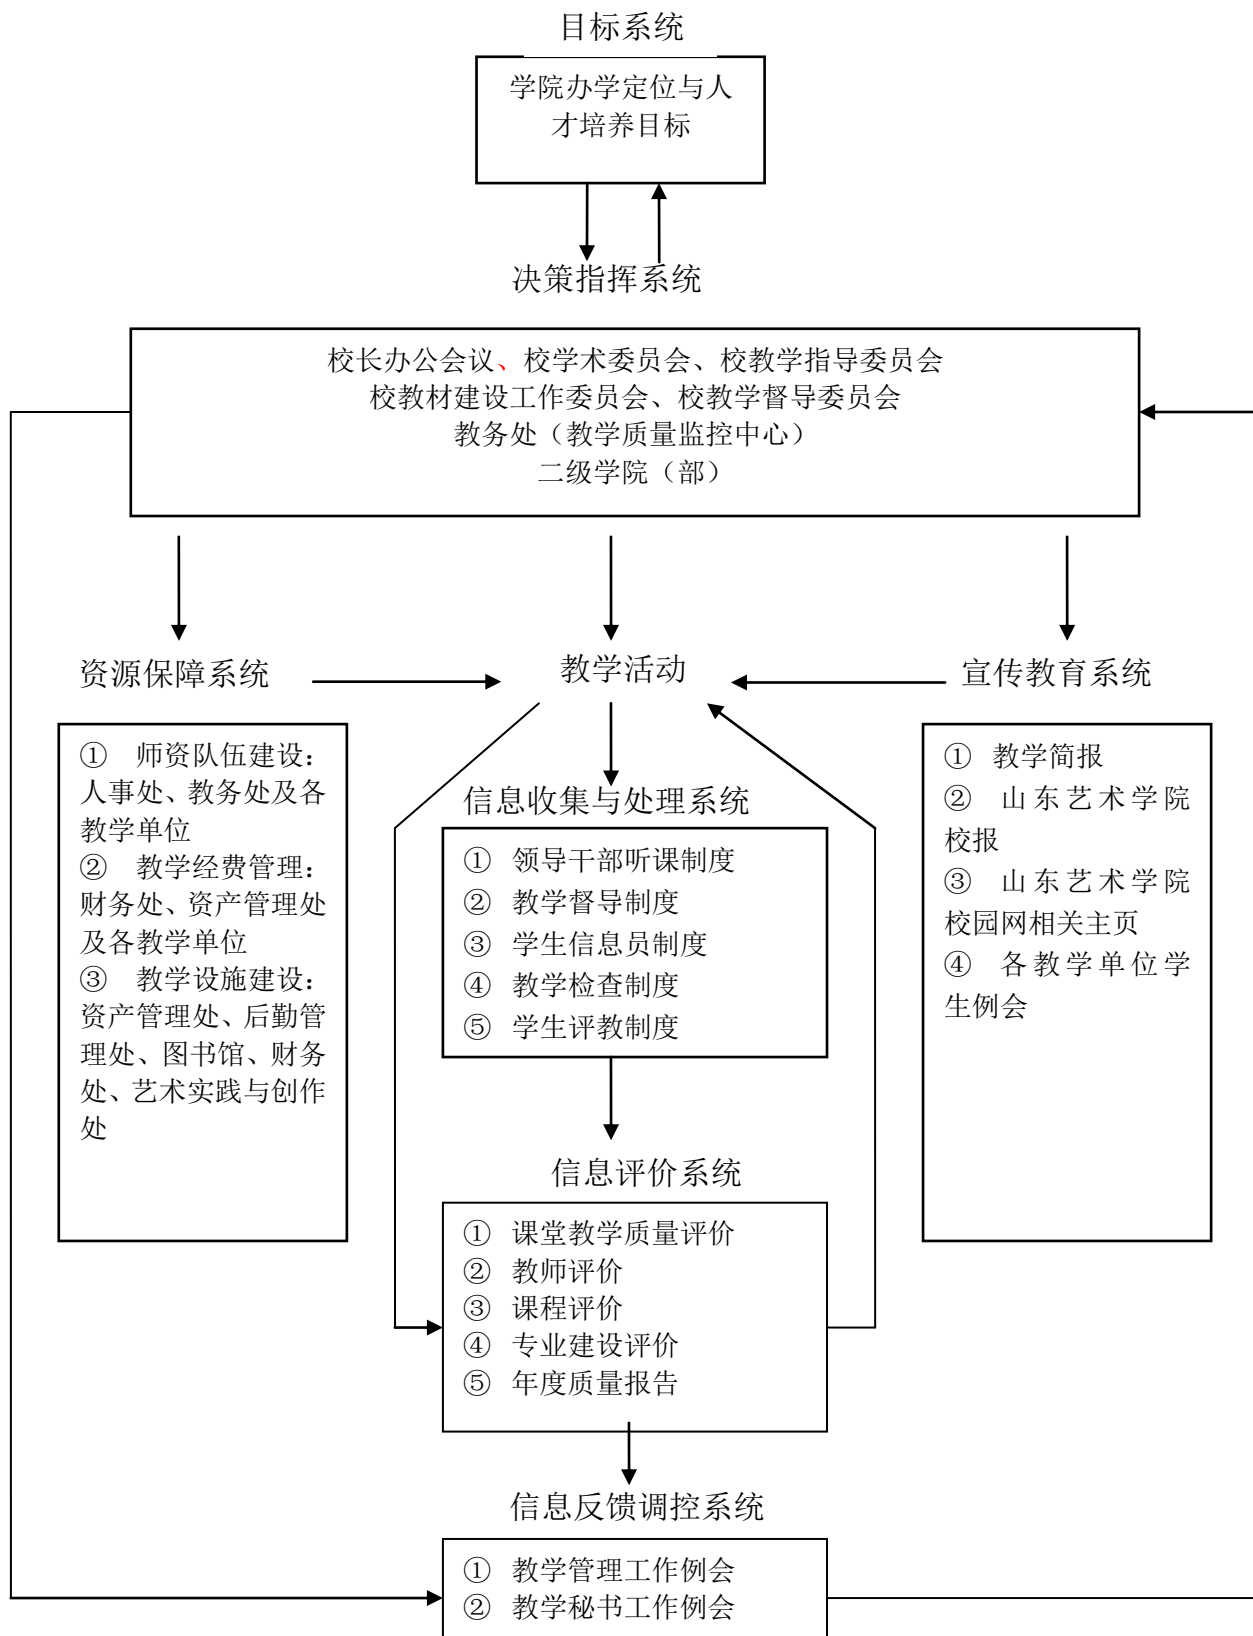 目标系统
学院办学定位与人
才培养目标
决策指挥系统
校长办公会议、校学术委员会、校教学指导委员会
校教材建设工作委员会、校教学督导委员会
教务处（教学质量监控中心）
二级学院（部）
资源保障系统
教学活动
宣传教育系统
① 师资队伍建设：
人事处、教务处及各
教学单位
② 教学经费管理：
财务处、资产管理处
及各教学单位
③ 教学设施建设：
资产管理处、后勤管
理处、图书馆、财务
处、艺术实践与创作
处
信息收集与处理系统
① 领导干部听课制度
② 教学督导制度
③ 学生信息员制度
④ 教学检查制度
⑤ 学生评教制度
① 教学简报
② 山东艺术学院
校报
③ 山东艺术学院
校园网相关主页
④ 各教学单位学
生例会
信息评价系统
① 课堂教学质量评价
② 教师评价
③ 课程评价
④ 专业建设评价
⑤ 年度质量报告
信息反馈调控系统
① 教学管理工作例会
② 教学秘书工作例会